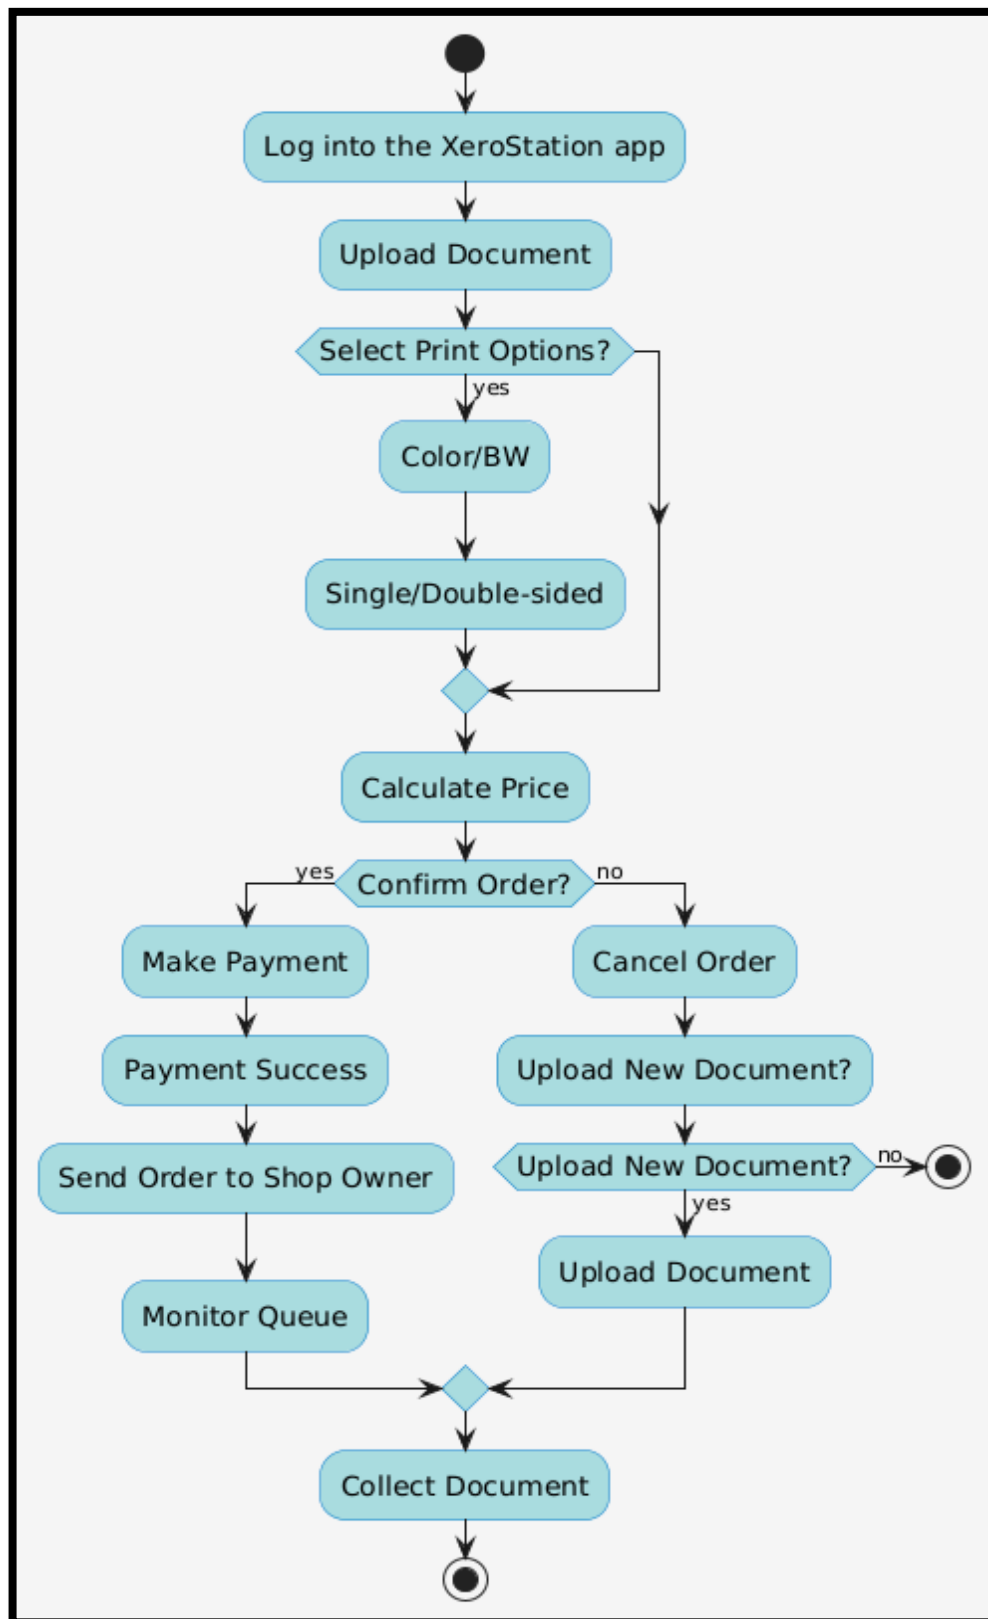 Log into the XeroStation app
Upload Document
Select Print Options?
yes
Color/BW
Single/Double-sided
Calculate Price
yes
Confirm Order?
no
Make Payment
Cancel Order
Payment Success
Upload New Document?
Send Order to Shop Owner
Upload New Document?
no
yes
Upload Document
Monitor Queue
Collect Document